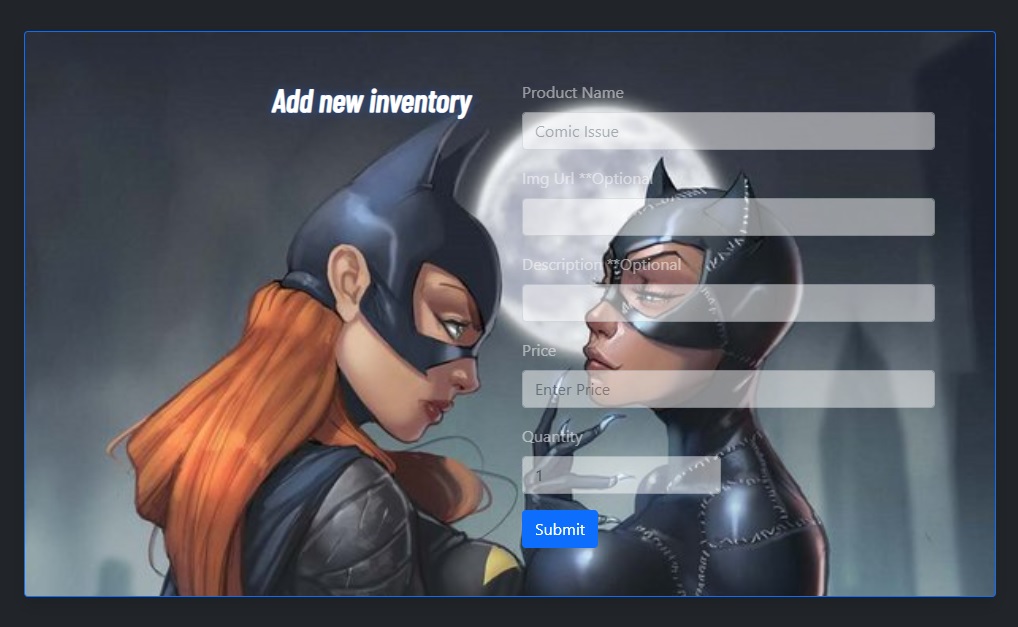 Add new inventory
Product Name
Comic Issue
Img Url **Optional
Description **Optional
Price
Enter Price
Quantity
1
Submit